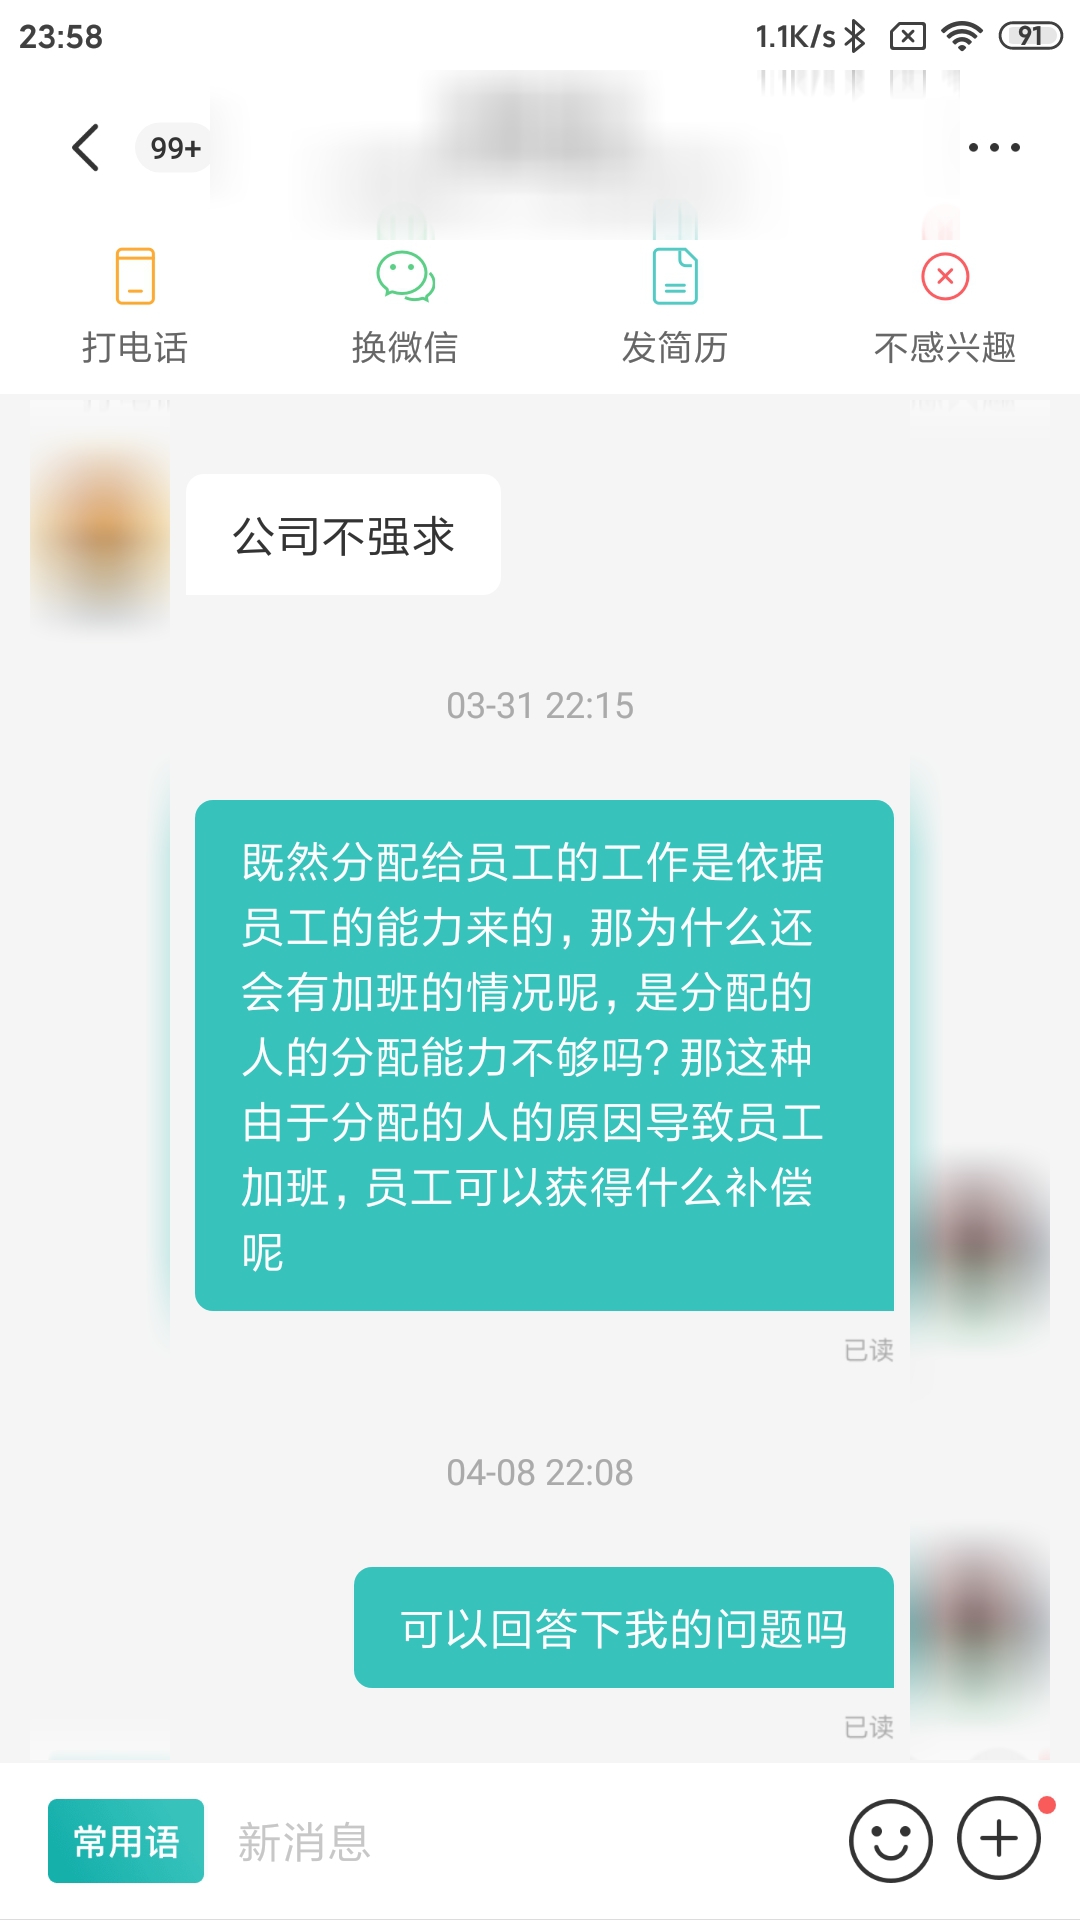 23:58 1.1K/s 91
99+
打电话 换微信 发简历 不感兴趣
公司不强求
03-31 22:15
既然分配给员工的工作是依据
员工的能力来的,那为什么还
会有加班的情况呢,是分配的
人的分配能力不够吗?那这种
由于分配的人的原因导致员工
加班,员工可以获得什么补偿
呢
已读
04-08 22:08
可以回答下我的问题吗
已读
常用语 新消息